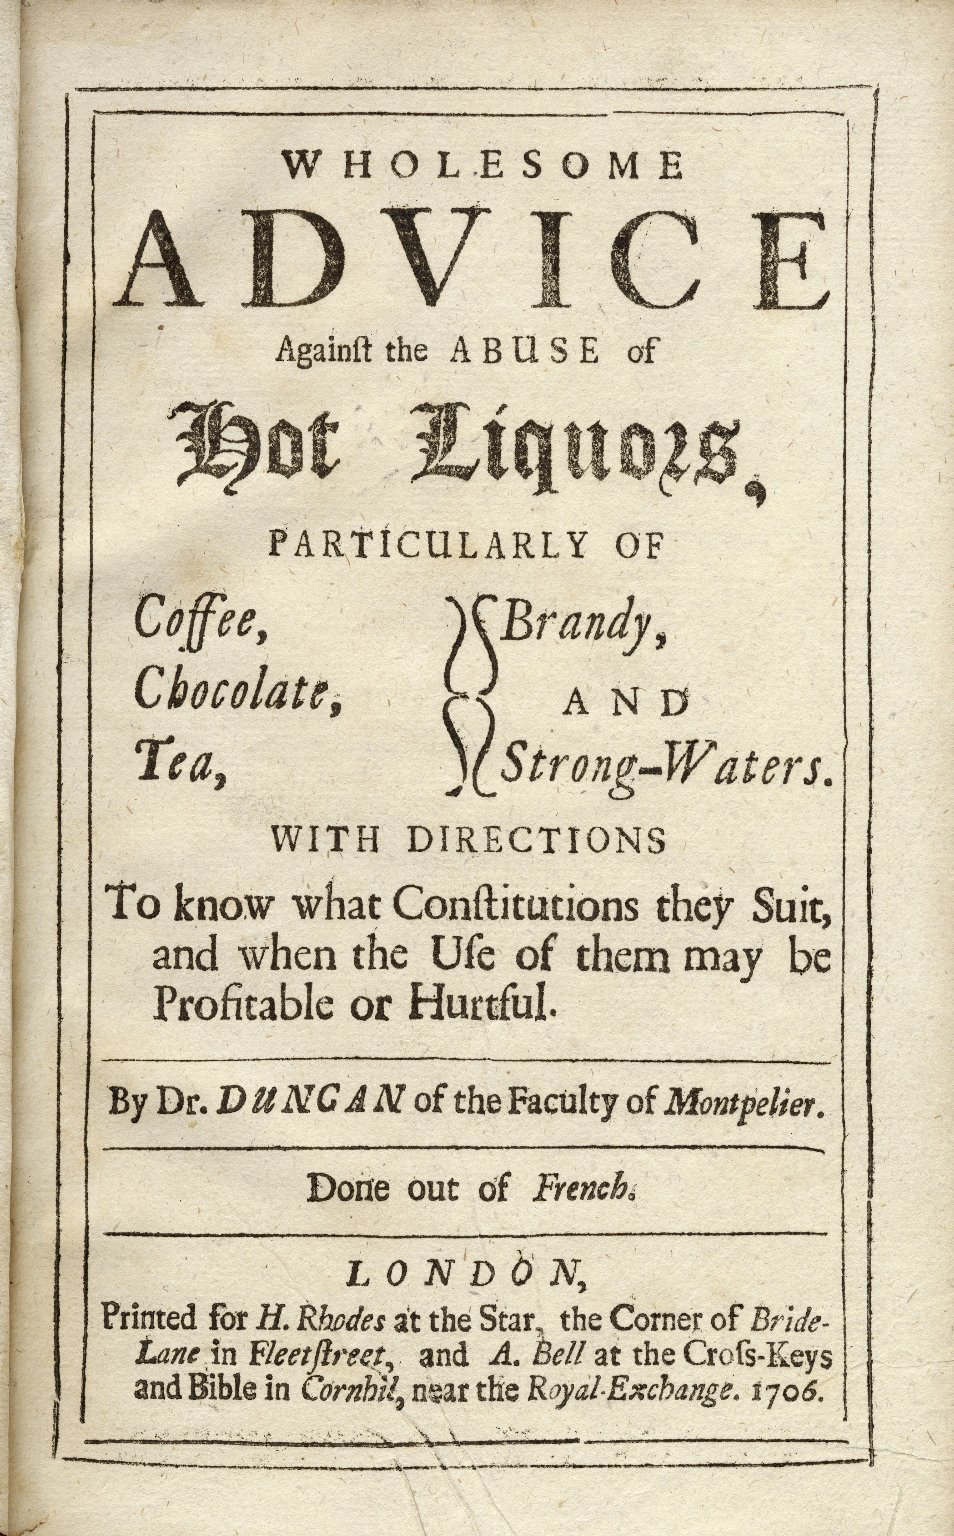 WHOLESOME
ADVICE
Againſt the ABUSE of
Hot Liquors,
PARTICULARLY OF
Coffee,
Chocolate,
Tea,
Brandy,
AND
Strong-Waters.
WITH DIRECTIONS
To know what Conſtitutions they Suit,
and when the Uſe of them may be
Profitable or Hurtful.
By Dr. DUNCAN of the Faculty of Montpelier.
Done out of French.
LONDON,
Printed for H. Rhodes at the Star, the Corner of Bride-
Lane in Fleetſtreet, and A. Bell at the Croſs-Keys
and Bible in Cornhil, near the Royal-Exchange. 1706.